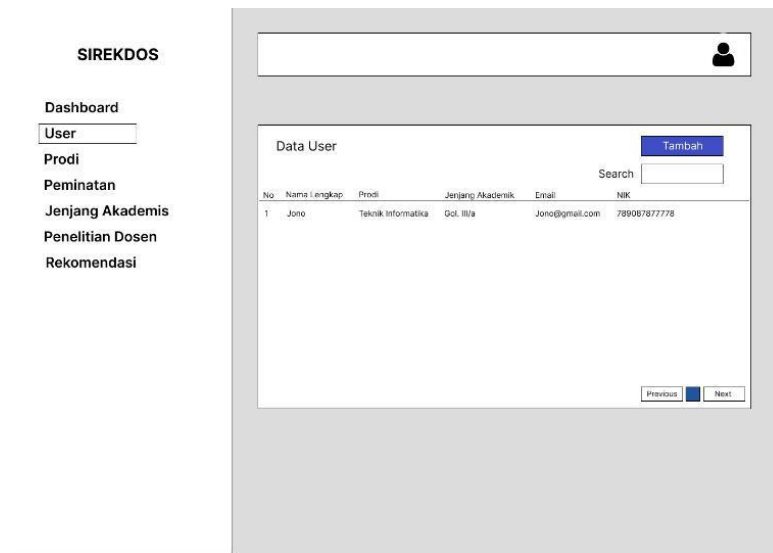 SIREKDOS
Dashboard
User
Prodi
Peminatan
Jenjang Akademis
Penelitian Dosen
Rekomendasi
Data User
Tambah
Search
No Nama Lengkap Prodi Jenjang Akademik Email NIK
1 Jono Teknik Informatika Gol. III/a Jono@gmail.com 789087877778
Previous Next